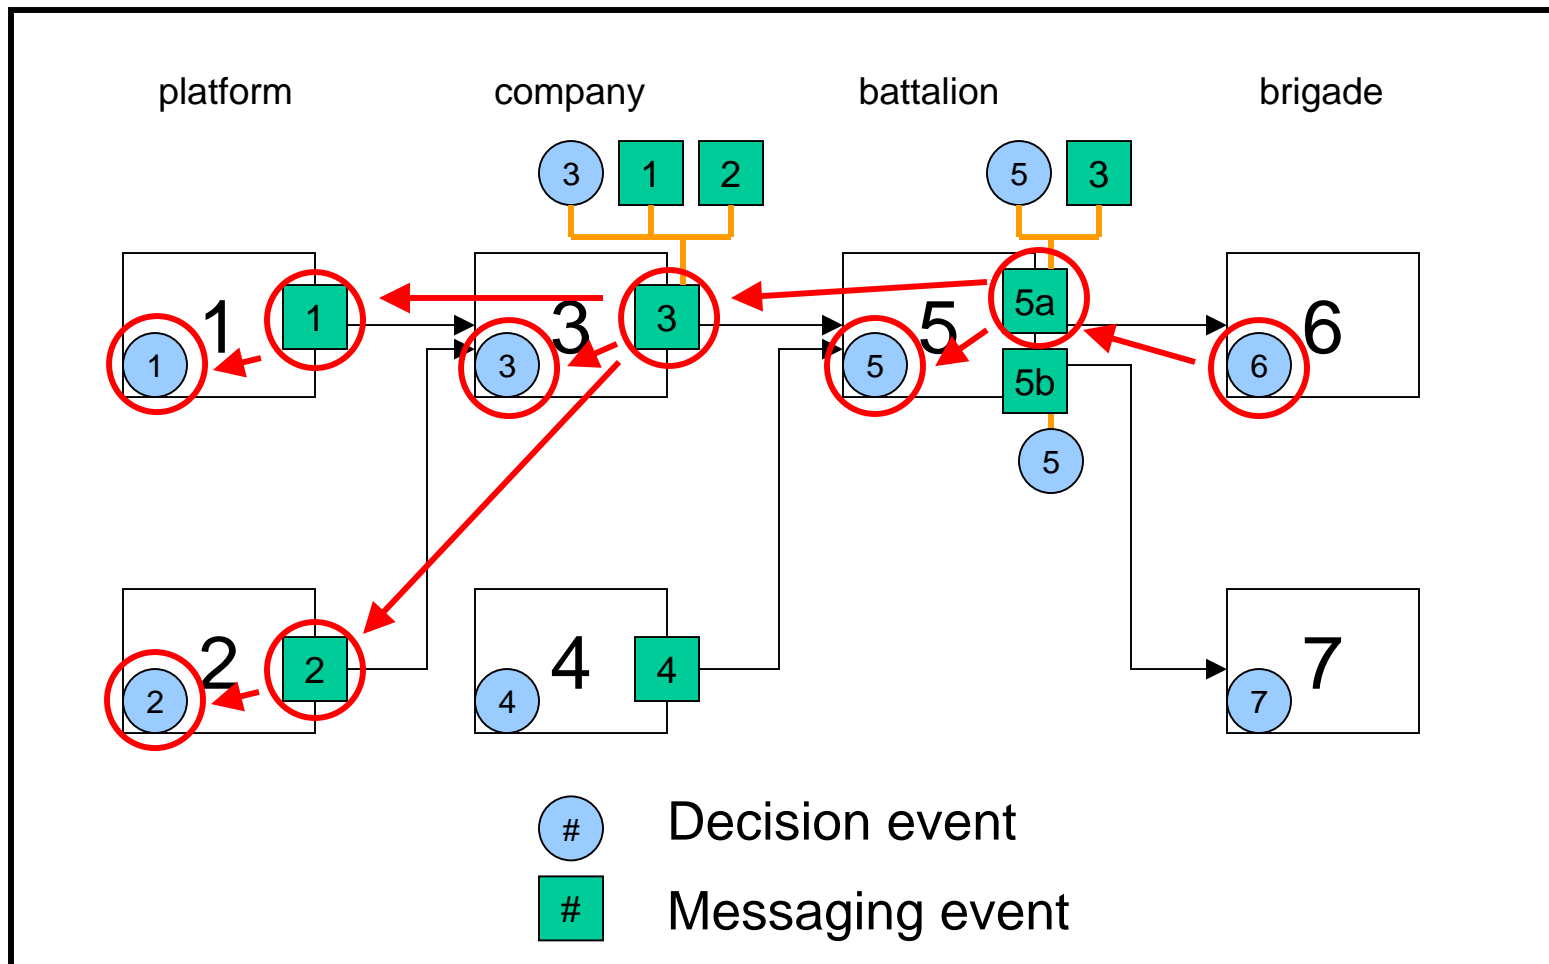 platform company battalion brigade
3 1 2 5 3
1 1 3 3 5 5a 6
1 3 5 5b 6
5
2 2 4 4 7
2 4 7
# Decision event
# Messaging event